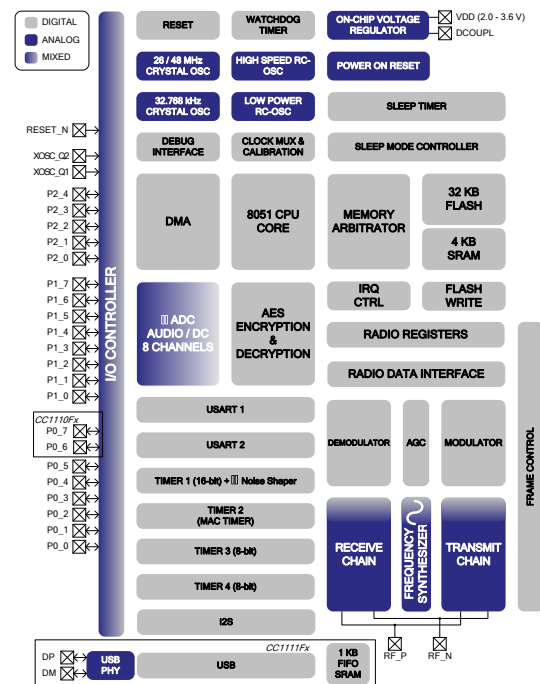 DIGITAL
ANALOG
MIXED
RESET
WATCHDOG
TIMER
ON-CHIP VOLTAGE
REGULATOR
VDD (2.0 - 3.6 V)
DCOUPL
26 / 48 MHz
CRYSTAL OSC
HIGH SPEED RC-
OSC
POWER ON RESET
32.768 kHz
CRYSTAL OSC
LOW POWER
RC-OSC
SLEEP TIMER
RESET_N
DEBUG
INTERFACE
CLOCK MUX &
CALIBRATION
SLEEP MODE CONTROLLER
XOSC_Q2
XOSC_Q1
P2_4
P2_3
P2_2
P2_1
P2_0
DMA
8051 CPU
CORE
MEMORY
ARBITRATOR
32 KB
FLASH
4 KB
SRAM
I/O CONTROLLER
P1_7
P1_6
P1_5
P1_4
P1_3
P1_2
P1_1
P1_0
ADC
AUDIO / DC
8 CHANNELS
AES
ENCRYPTION
&
DECRYPTION
IRQ
CTRL
FLASH
WRITE
RADIO REGISTERS
RADIO DATA INTERFACE
FRAME CONTROL
CC1110Fx
P0_7
P0_6
P0_5
P0_4
P0_3
P0_2
P0_1
P0_0
USART 1
USART 2
TIMER 1 (16-bit) + Noise Shaper
TIMER 2
(MAC TIMER)
TIMER 3 (8-bit)
TIMER 4 (8-bit)
I2S
DEMODULATOR
AGC
MODULATOR
RECEIVE
CHAIN
FREQUENCY
SYNTHESIZER
TRANSMIT
CHAIN
RF_P
RF_N
CC1111Fx
DP
DM
USB
PHY
USB
1 KB
FIFO
SRAM